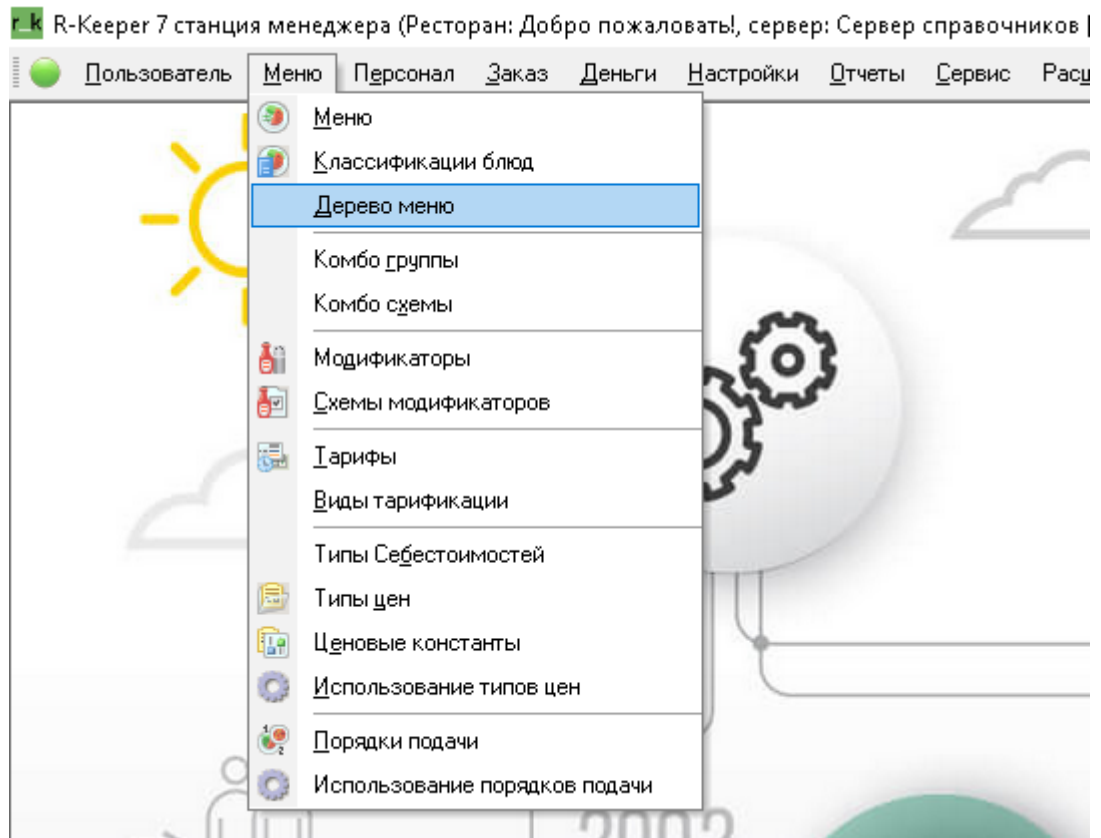 r_k R-Keeper 7 станция менеджера (Ресторан: Добро пожаловать!, сервер: Сервер справочников |
Пользователь Меню Персонал Заказ Деньги Настройки Отчеты Сервис Расш
Меню
Классификации блюд
Дерево меню
Комбо группы
Комбо схемы
Модификаторы
Схемы модификаторов
Тарифы
Виды тарификации
Типы Себестоимостей
Типы цен
Ценовые константы
Использование типов цен
Порядки подачи
Использование порядков подачи
2002